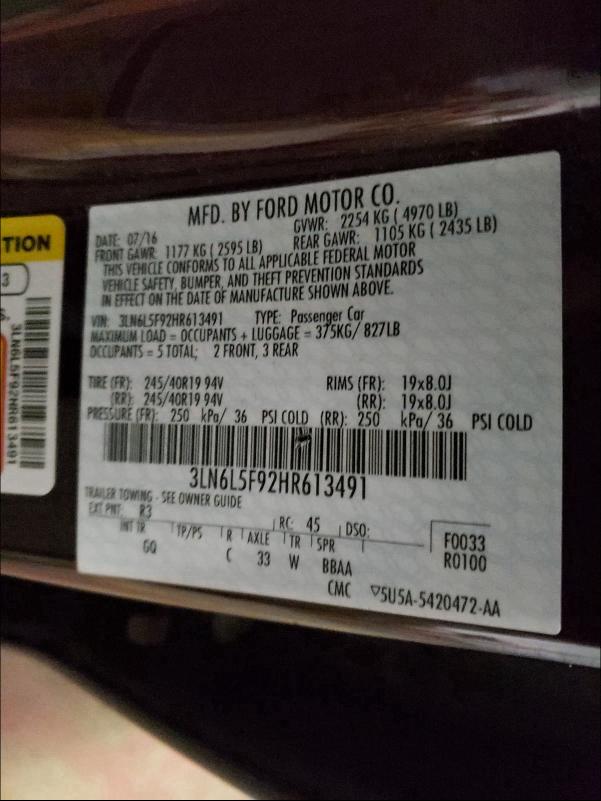 TION
3
S.
3LN6L5F92HR613491
MFD. BY FORD MOTOR CO.
DATE: 07/16 GVWR: 2254 KG ( 4970 LB)
FRONT GAWR: 1177 KG ( 2595 LB) REAR GAWR: 1105 KG ( 2435 LB)
THIS VEHICLE CONFORMS TO ALL APPLICABLE FEDERAL MOTOR
VEHICLE SAFETY, BUMPER, AND THEFT PREVENTION STANDARDS
IN EFFECT ON THE DATE OF MANUFACTURE SHOWN ABOVE.
VIN: 3LN6L5F92HR613491 TYPE: Passenger Car
MAXIMUM LOAD = OCCUPANTS + LUGGAGE = 375KG/ 827LB
OCCUPANTS = 5 TOTAL; 2 FRONT, 3 REAR
TIRE (FR): 245/40R19 94V RIMS (FR): 19x8.0J
(RR): 245/40R19 94V (RR): 19x8.0J
PRESSURE (FR): 250 kPa/ 36 PSI COLD (RR): 250 kPa/ 36 PSI COLD
3LN6L5F92HR613491
TRAILER TOWING - SEE OWNER GUIDE
EXT PNT: R3 RC: 45 DSO: F0033
INT TR TP/PS R AXLE TR SPR R0100
GQ C 33 W BBAA
CMC ▽5U5A-5420472-AA